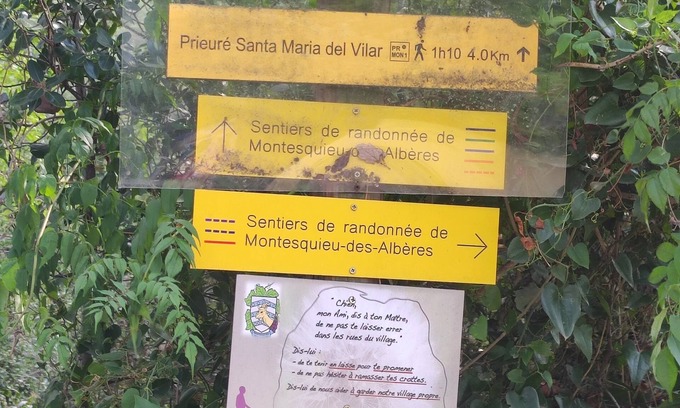 Prieuré Santa Maria del Vilar PR MON1 1h10 4.0Km
Sentiers de randonnée de
Montesquieu-des-Albères
Sentiers de randonnée de
Montesquieu-des-Albères
" Chien,
mon Ami, dis à ton Maître,
de ne pas te laisser errer
dans les rues du village."
Dis-lui :
- de te tenir en laisse pour te promener
- de ne pas hésiter à ramasser tes crottes.
Dis-lui de nous aider à garder notre village propre.